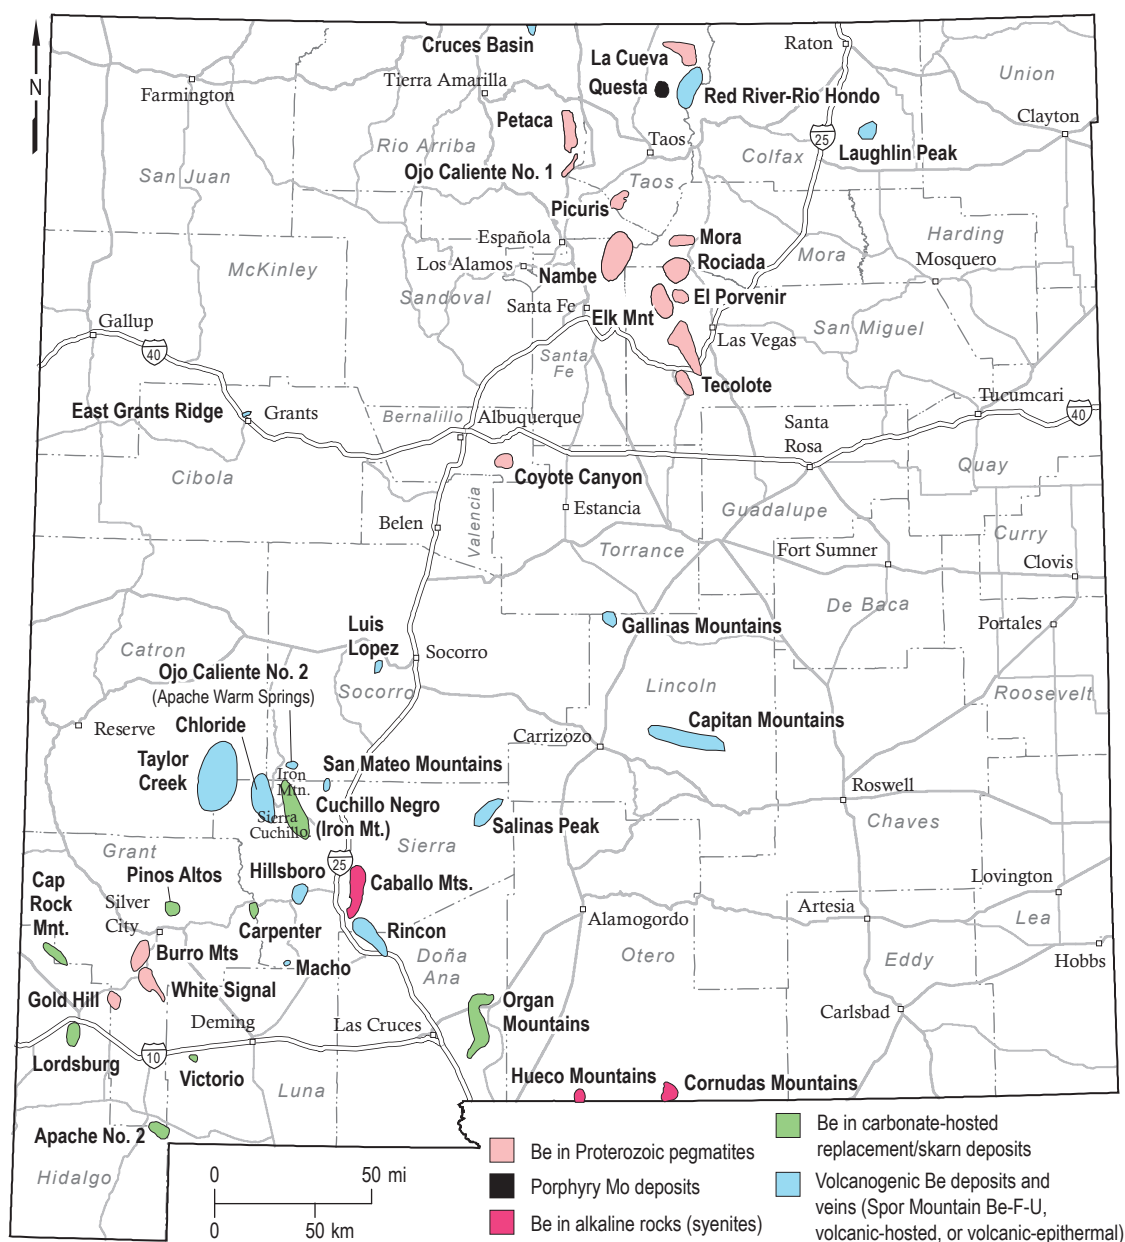 Cruces Basin
La Cueva
Raton
Union
N
Farmington
Tierra Amarilla
Questa
Red River-Rio Hondo
Clayton
Petaca
Rio Arriba
Taos
25
Colfax
Laughlin Peak
San Juan
Ojo Caliente No. 1
Taos
Picuris
Española
Mora
Harding
McKinley
Los Alamos
Nambe
Rociada
Mora
Mosquero
Sandoval
Santa Fe
El Porvenir
Elk Mnt
Gallup
Las Vegas
San Miguel
40
Santa
Fe
Tecolote
Tucumcari
East Grants Ridge
Grants
Bernalillo
Albuquerque
Santa
Rosa
40
Cibola
Coyote Canyon
Quay
Valencia
Estancia
Guadalupe
Belen
Torrance
Fort Sumner
Curry
Clovis
De Baca
Luis
Lopez
Gallinas Mountains
Portales
Catron
Socorro
Ojo Caliente No. 2
(Apache Warm Springs)
Socorro
Lincoln
Roosevelt
Reserve
Chloride
Capitan Mountains
Carrizozo
Taylor
Creek
San Mateo Mountains
Iron
Mtn.
Roswell
Cuchillo Negro
(Iron Mt.)
Sierra
Cuchillo
Salinas Peak
Chaves
Grant
Sierra
25
Cap
Rock
Mnt.
Pinos Altos
Hillsboro
Caballo Mts.
Lovington
Silver
City
Carpenter
Rincon
Alamogordo
Artesia
Lea
Burro Mts
Macho
Doña
Ana
Otero
Eddy
Hobbs
White Signal
Gold Hill
Organ
Mountains
Deming
Las Cruces
Carlsbad
10
Lordsburg
Victorio
Luna
Hueco Mountains
Cornudas Mountains
Apache No. 2
Hidalgo
0
50 mi
0
50 km
Be in Proterozoic pegmatites
Porphyry Mo deposits
Be in alkaline rocks (syenites)
Be in carbonate-hosted
replacement/skarn deposits
Volcanogenic Be deposits and
veins (Spor Mountain Be-F-U,
volcanic-hosted, or volcanic-epithermal)